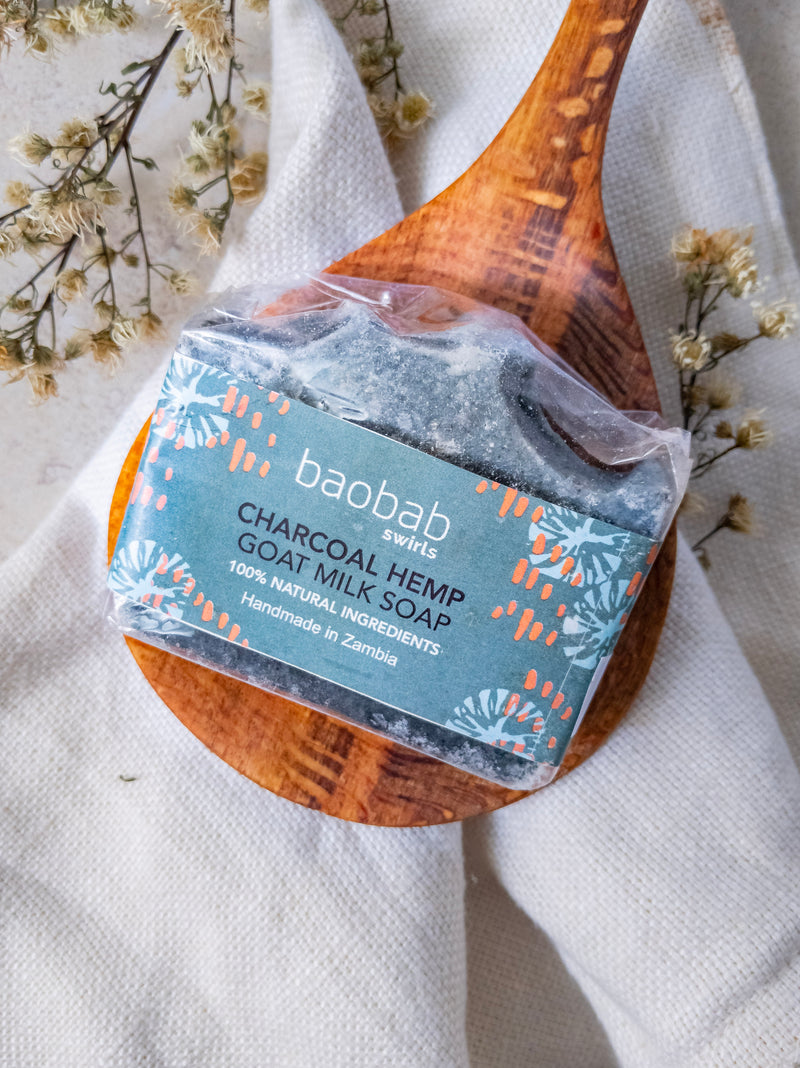 baobab
swirls
CHARCOAL HEMP
GOAT MILK SOAP
100% NATURAL INGREDIENTS
Handmade in Zambia